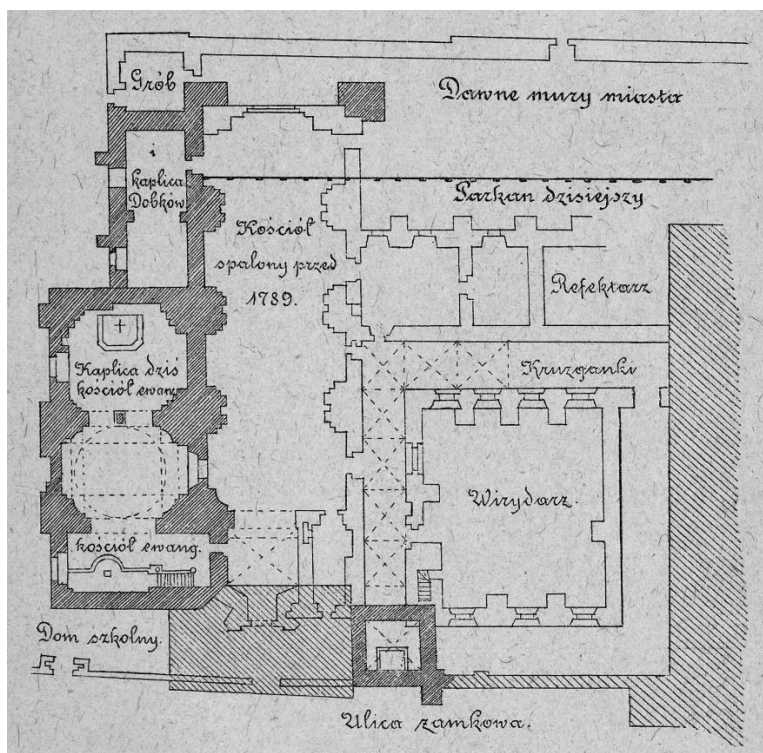 Grób
Dawne mury miasta
i
kaplica
Dobków
Parkan dzisiejszy
Kościół
spalony przed
1789.
Refektarz
Kaplica dziś
kościół ewang.
Kruzganki
Wirydarz.
kościół ewang.
Dom szkolny.
Ulica zamkowa.